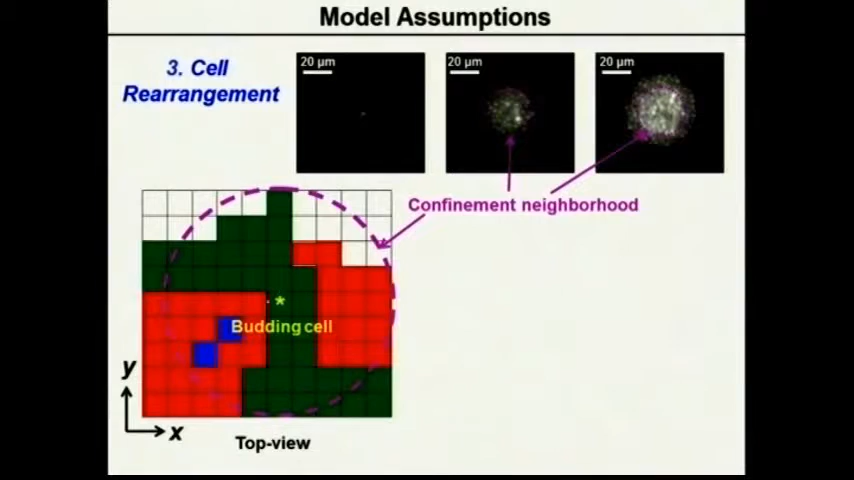 Model Assumptions
3. Cell
Rearrangement
20 µm
20 µm
20 µm
Confinement neighborhood
*
Budding cell
y
x
Top-view